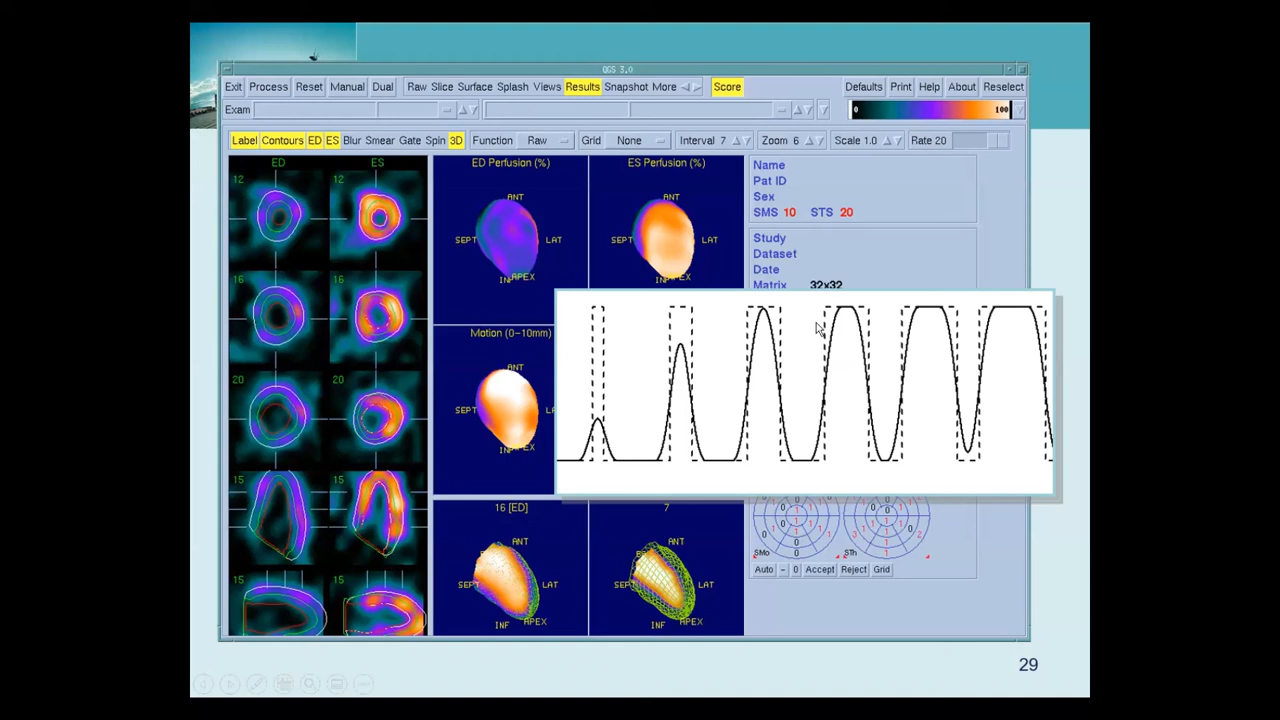 QGS 3.0
Exit Process Reset Manual Dual Raw Slice Surface Splash Views Results Snapshot More Score Defaults Print Help About Reselect
Exam
0 100
Label Contours ED ES Blur Smear Gate Spin 3D Function Raw Grid None Interval 7 Zoom 6 Scale 1.0 Rate 20
ED ES
12 12
16 16
20 20
15 15
15 15
ED Perfusion (%)
ANT
SEPT LAT
INF APEX
ES Perfusion (%)
ANT
SEPT LAT
INF APEX
Motion (0-10mm)
ANT
SEPT
INF APEX
16 [ED]
ANT
SEPT LAT
APEX
INF
7
ANT
SEPT LAT
APEX
INF
Name
Pat ID
Sex
SMS 10 STS 20
Study
Dataset
Date
Matrix 32x32
SMo STh
Auto - 0 Accept Reject Grid
29